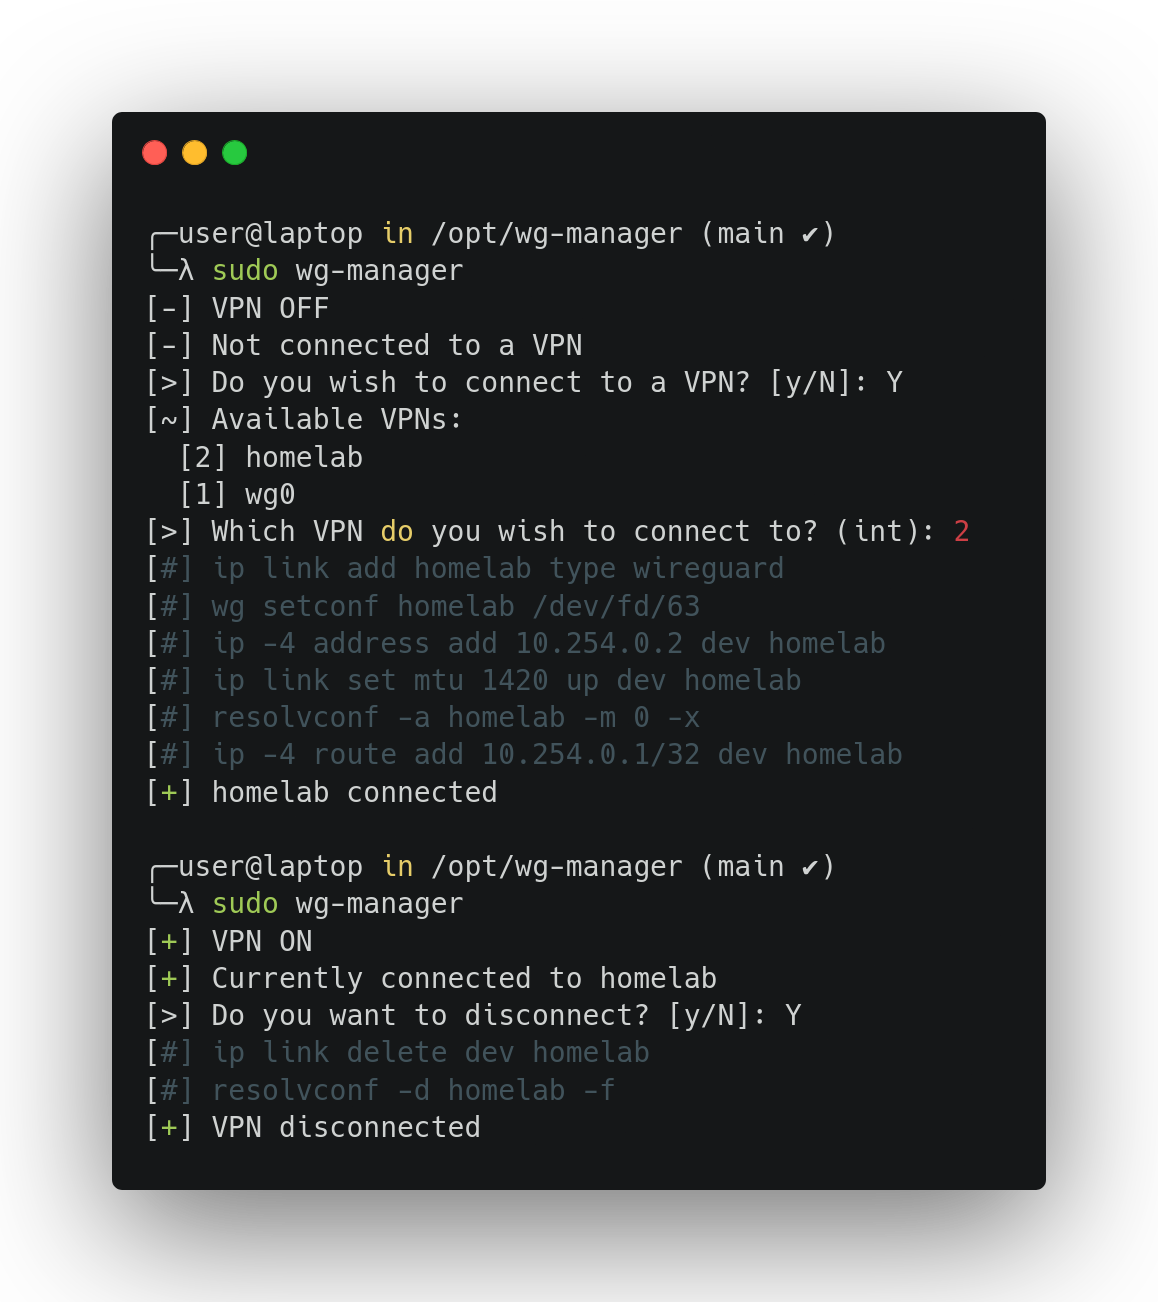 ╭─user@laptop in /opt/wg-manager (main ✔)
╰─λ sudo wg-manager
[-] VPN OFF
[-] Not connected to a VPN
[>] Do you wish to connect to a VPN? [y/N]: Y
[~] Available VPNs:
  [2] homelab
  [1] wg0
[>] Which VPN do you wish to connect to? (int): 2
[#] ip link add homelab type wireguard
[#] wg setconf homelab /dev/fd/63
[#] ip -4 address add 10.254.0.2 dev homelab
[#] ip link set mtu 1420 up dev homelab
[#] resolvconf -a homelab -m 0 -x
[#] ip -4 route add 10.254.0.1/32 dev homelab
[+] homelab connected

╭─user@laptop in /opt/wg-manager (main ✔)
╰─λ sudo wg-manager
[+] VPN ON
[+] Currently connected to homelab
[>] Do you want to disconnect? [y/N]: Y
[#] ip link delete dev homelab
[#] resolvconf -d homelab -f
[+] VPN disconnected